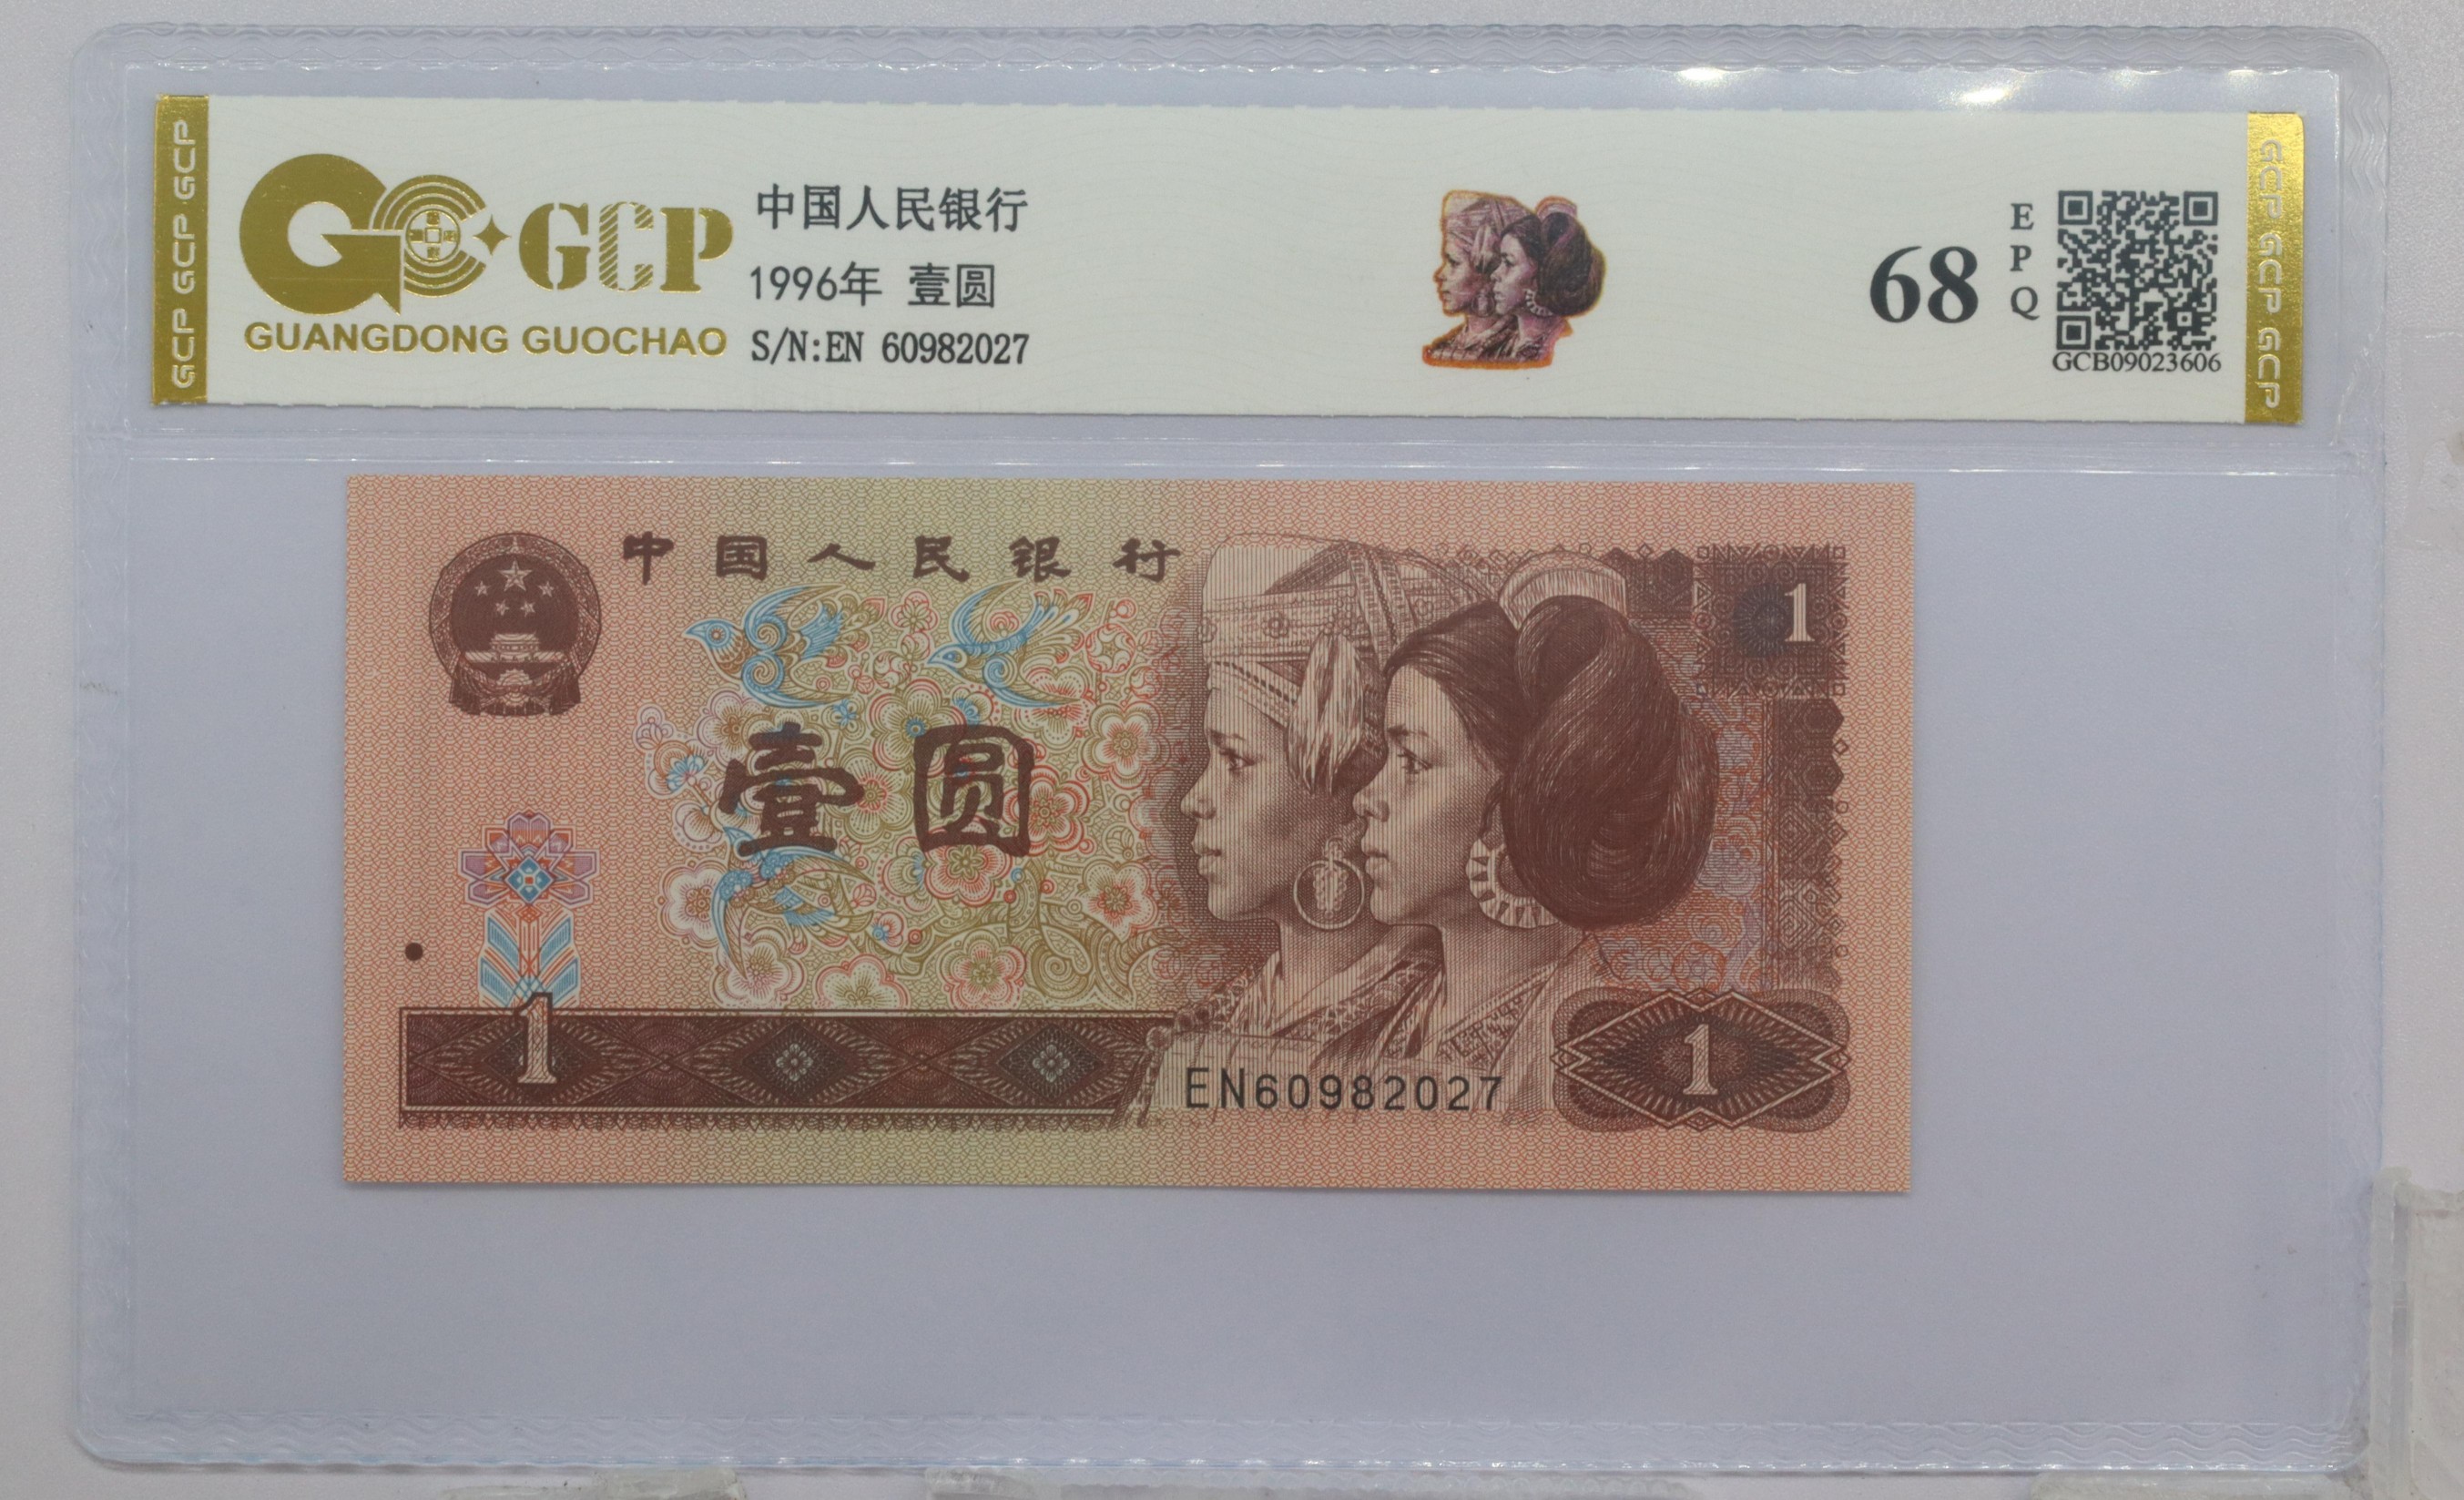 GCP GCP GCP
GCP
GUANGDONG GUOCHAO
中国人民银行
1996年 壹圆
S/N:EN 60982027
68
EPQ
GCB09023606
GCP GCP GCP
中国人民银行
1
壹圆
1
EN60982027
1